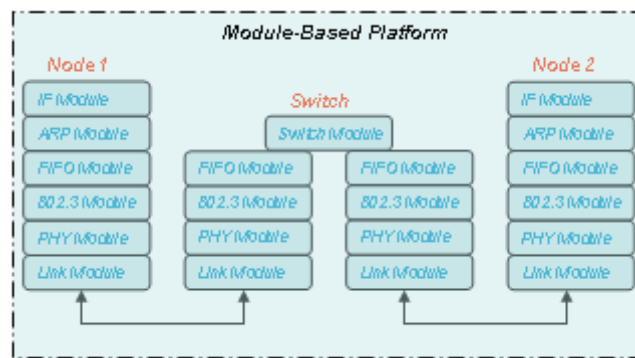 Module-Based Platform
Node 1
IF Module
ARP Module
FIFO Module
802.3 Module
PHY Module
Link Module
Switch
Switch Module
FIFO Module
802.3 Module
PHY Module
Link Module
FIFO Module
802.3 Module
PHY Module
Link Module
Node 2
IF Module
ARP Module
FIFO Module
802.3 Module
PHY Module
Link Module